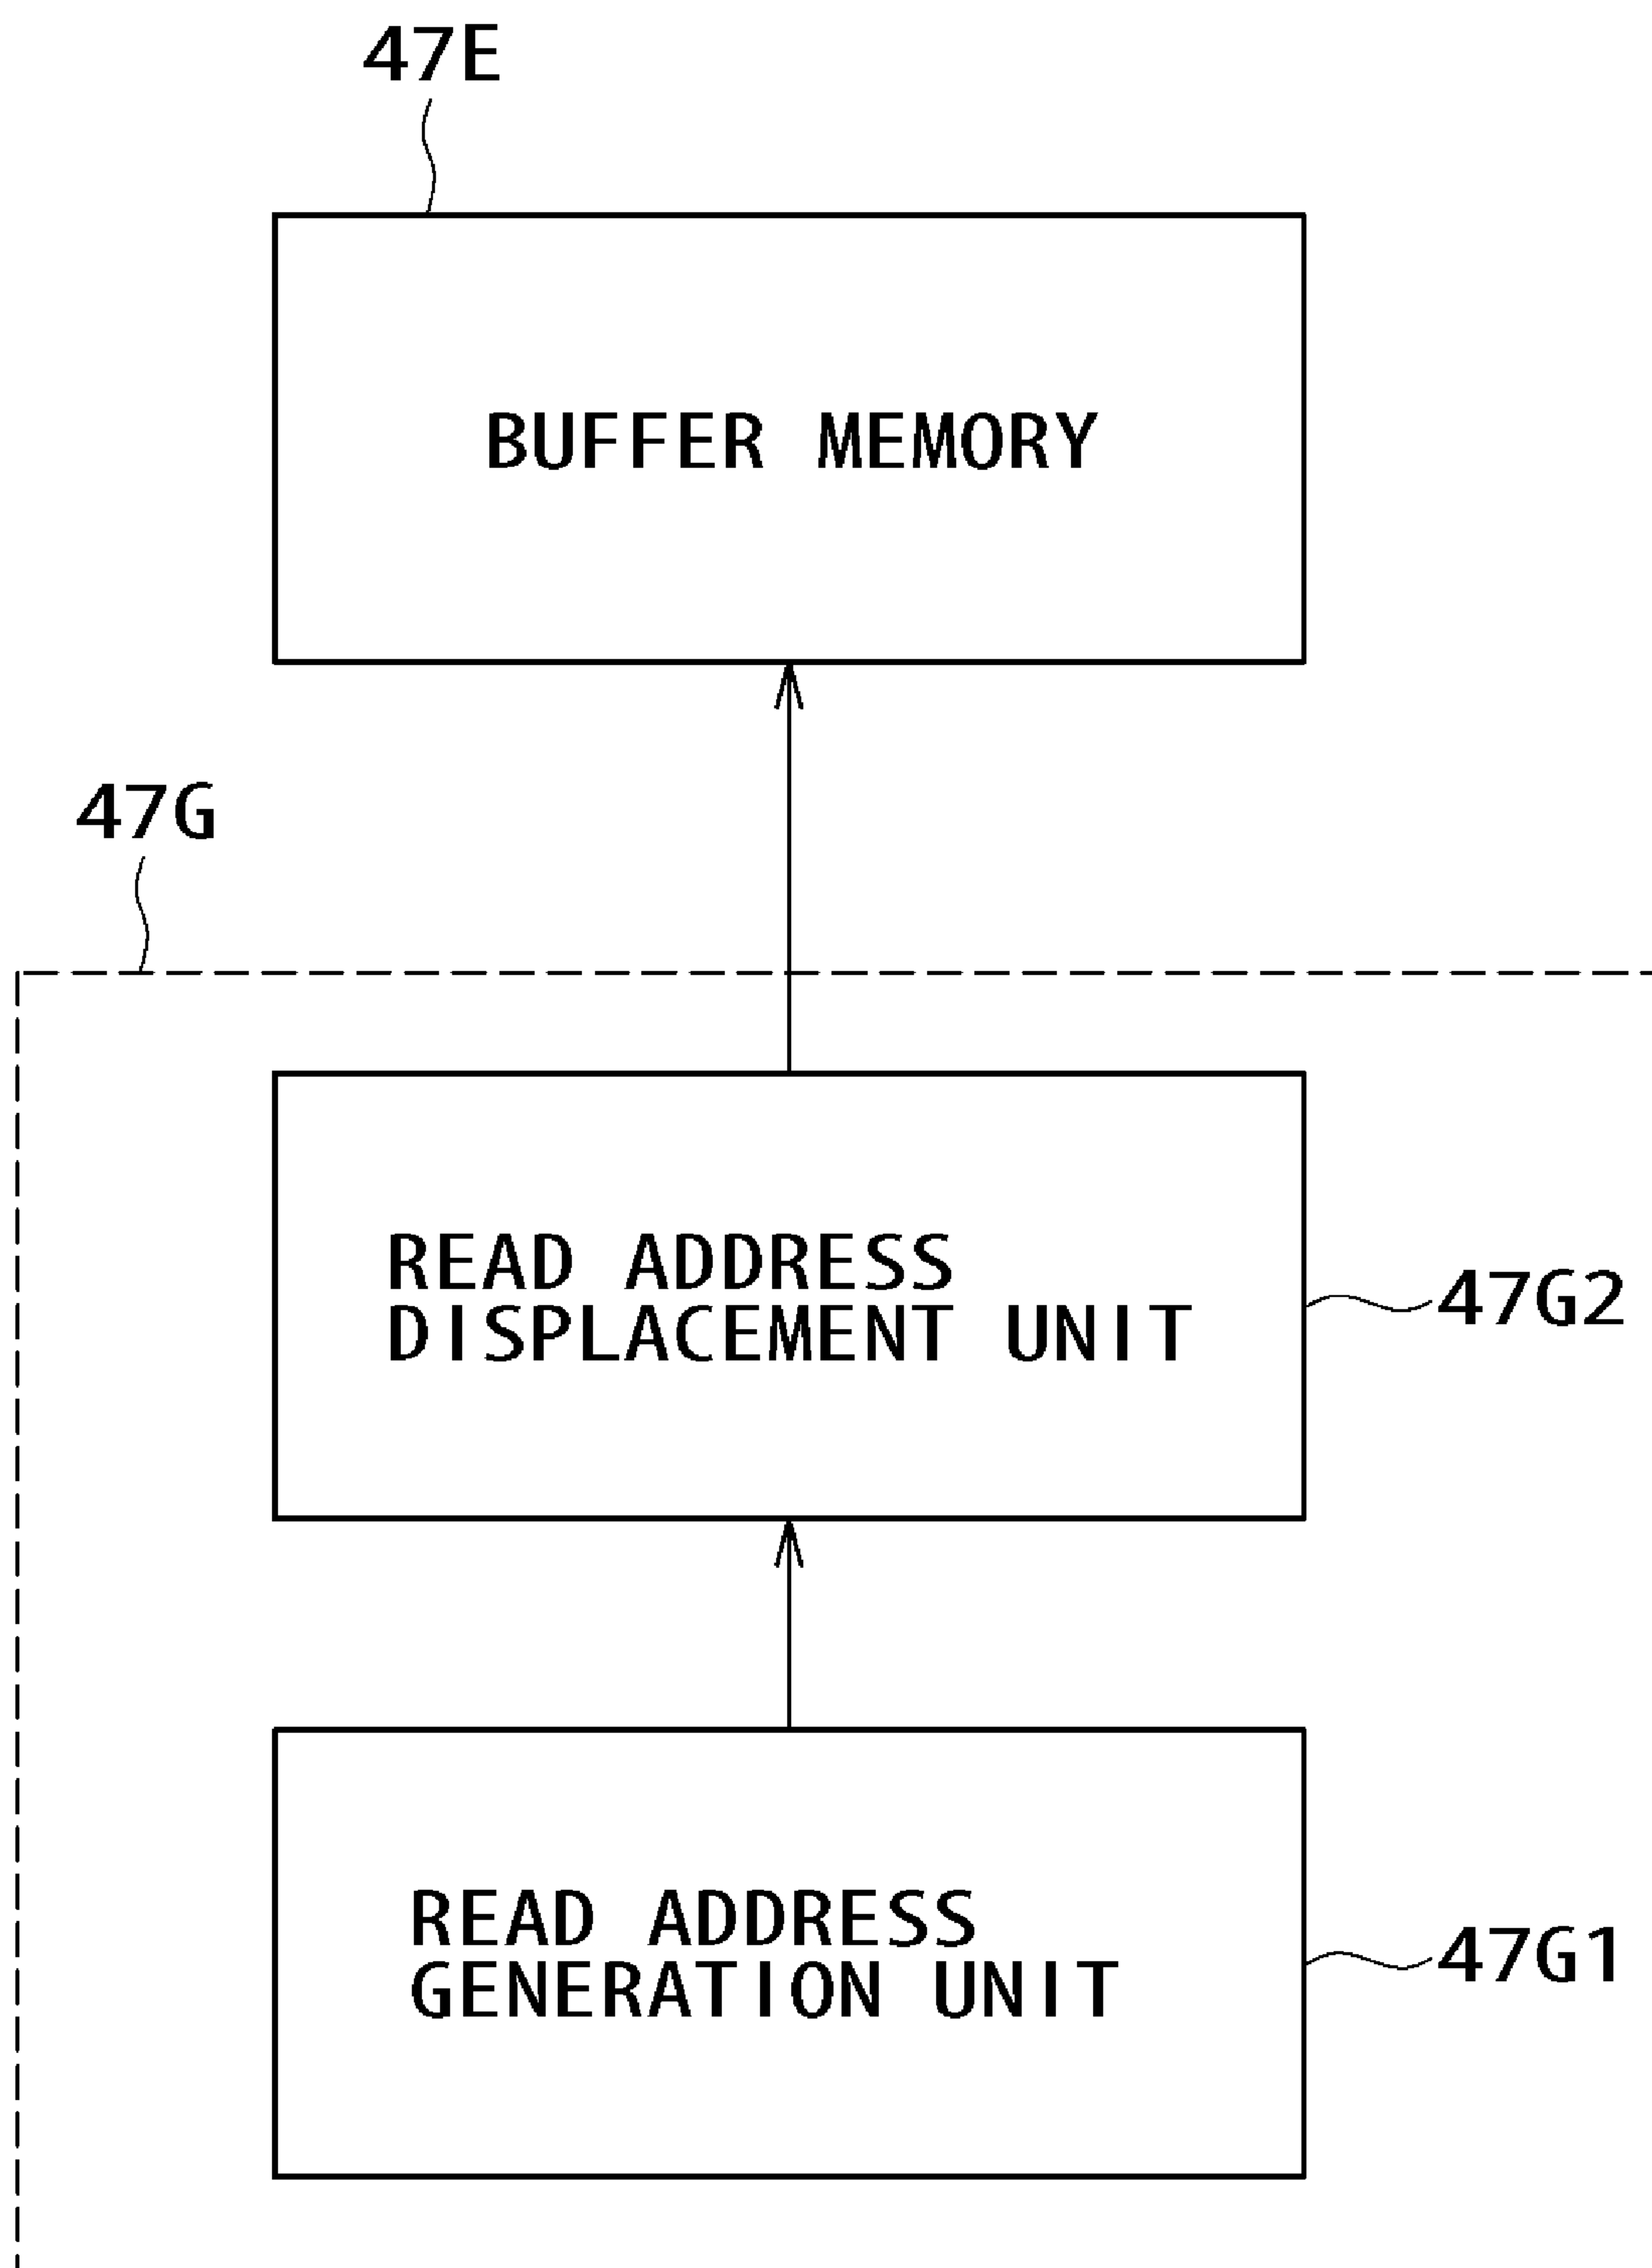 47E
BUFFER MEMORY
47G
READ ADDRESS
DISPLACEMENT UNIT
47G2
READ ADDRESS
GENERATION UNIT
47G1